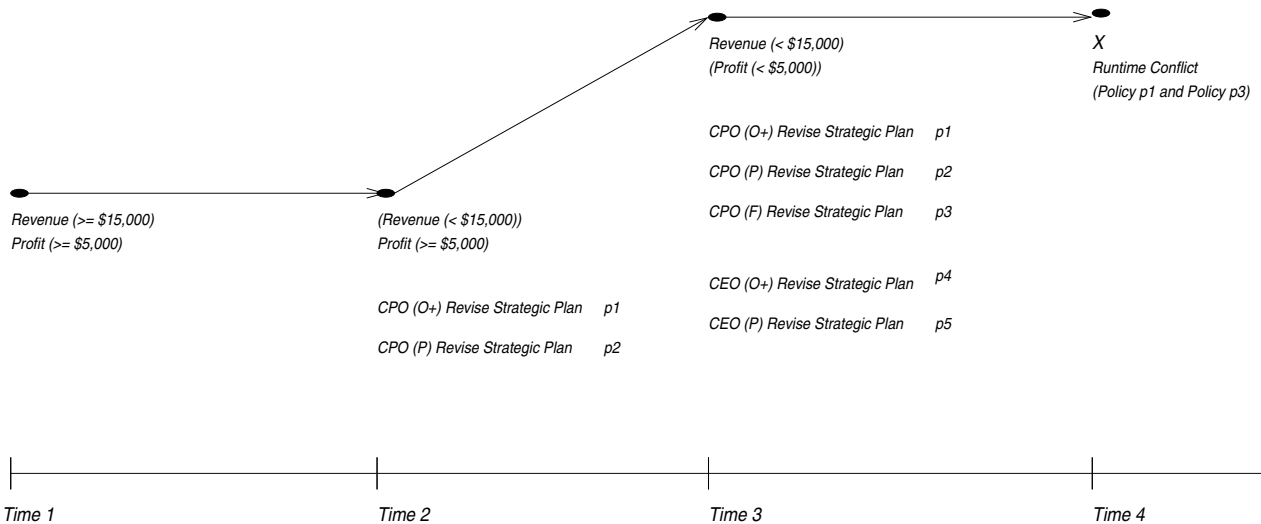 Revenue (>= $15,000)
Profit (>= $5,000)
(Revenue (< $15,000))
Profit (>= $5,000)
CPO (O+) Revise Strategic Plan p1
CPO (P) Revise Strategic Plan p2
Revenue (< $15,000)
(Profit (< $5,000))
CPO (O+) Revise Strategic Plan p1
CPO (P) Revise Strategic Plan p2
CPO (F) Revise Strategic Plan p3
CEO (O+) Revise Strategic Plan p4
CEO (P) Revise Strategic Plan p5
X
Runtime Conflict
(Policy p1 and Policy p3)
Time 1 Time 2 Time 3 Time 4